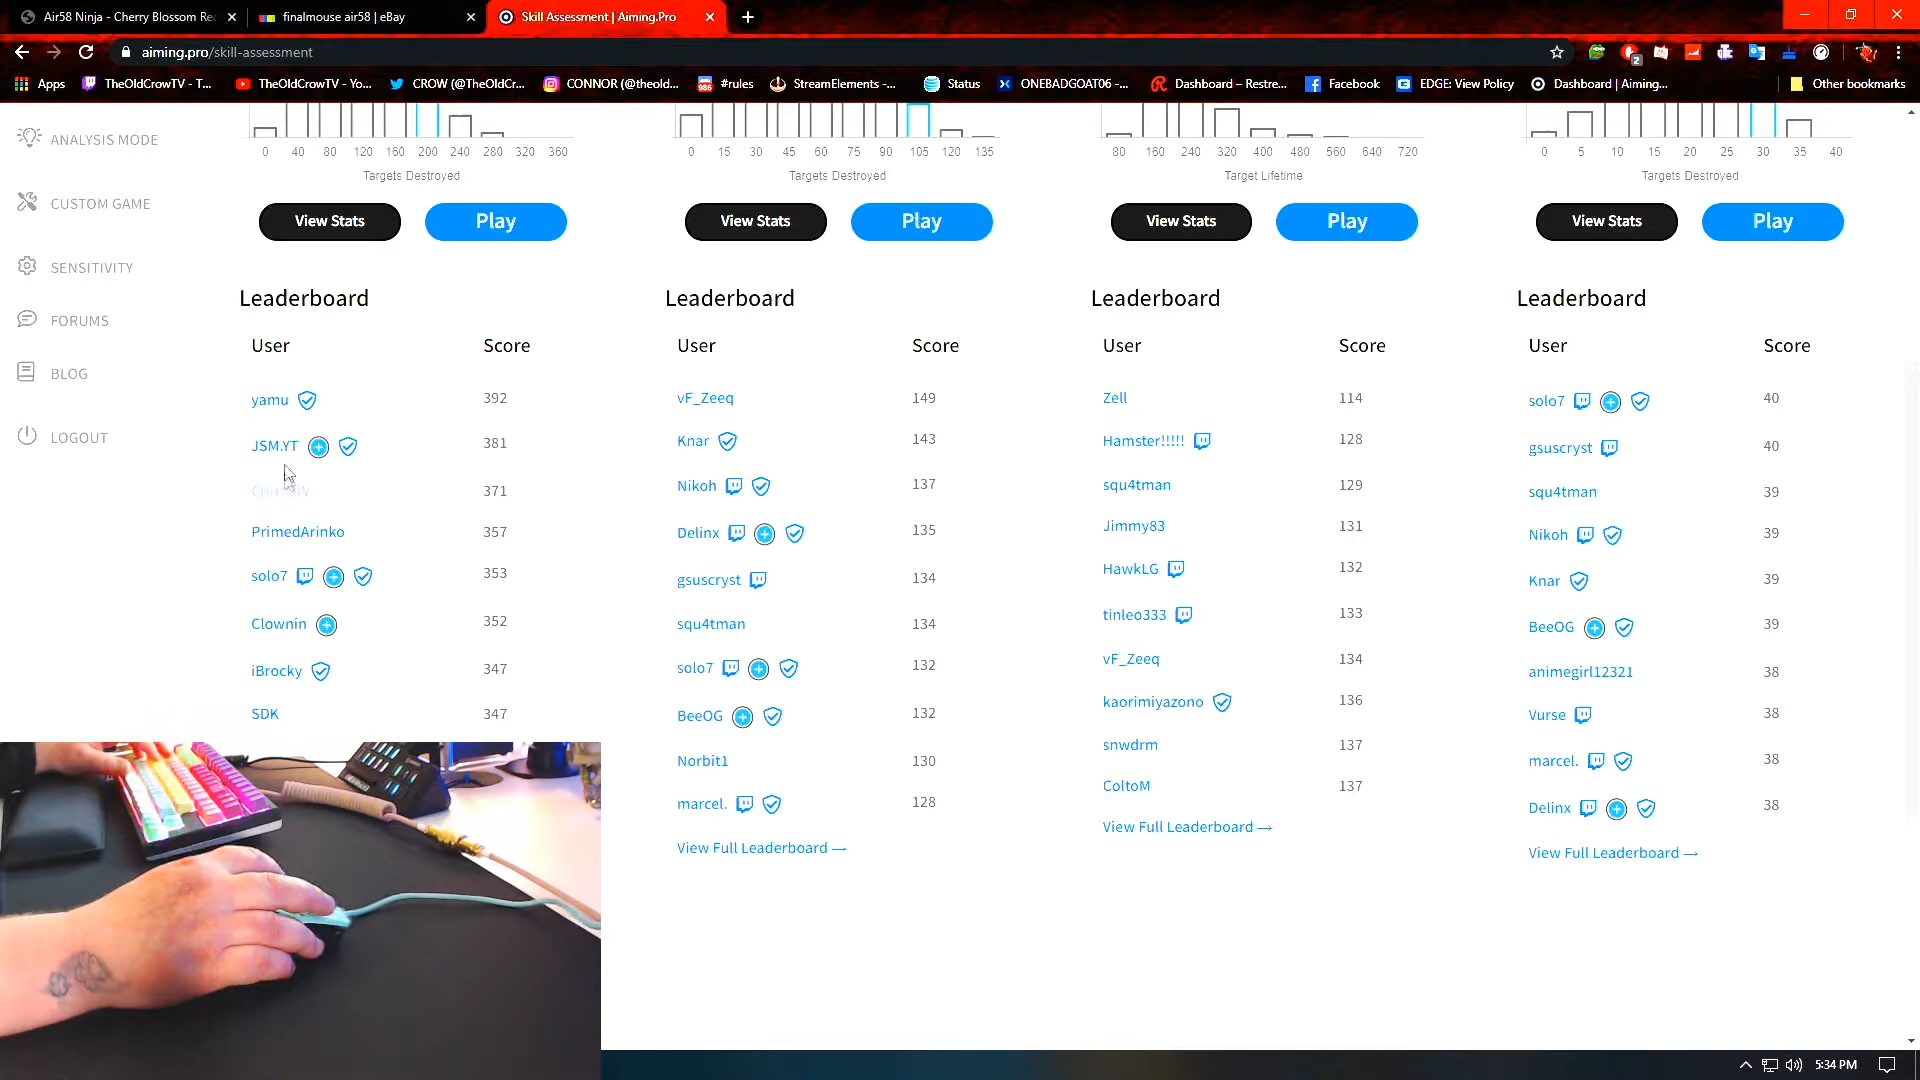 Air58 Ninja - Cherry Blossom Re
finalmouse air58 | eBay
Skill Assessment | Aiming.Pro
aiming.pro/skill-assessment
Apps
TheOldCrowTV - T...
TheOldCrowTV - Yo...
CROW (@TheOldCr...
CONNOR (@theold...
#rules
StreamElements -...
Status
ONEBADGOAT06 -...
Dashboard – Restre...
Facebook
EDGE: View Policy
Dashboard | Aiming...
Other bookmarks
ANALYSIS MODE
CUSTOM GAME
SENSITIVITY
FORUMS
BLOG
LOGOUT
0 40 80 120 160 200 240 280 320 360
Targets Destroyed
View Stats Play
Leaderboard
User Score
yamu 392
JSM.YT 381
371
PrimedArinko 357
solo7 353
Clownin 352
iBrocky 347
SDK 347
0 15 30 45 60 75 90 105 120 135
Targets Destroyed
View Stats Play
Leaderboard
User Score
vF_Zeeq 149
Knar 143
Nikoh 137
Delinx 135
gsuscryst 134
squ4tman 134
solo7 132
BeeOG 132
Norbit1 130
marcel. 128
View Full Leaderboard →
80 160 240 320 400 480 560 640 720
Target Lifetime
View Stats Play
Leaderboard
User Score
Zell 114
Hamster!!!!! 128
squ4tman 129
Jimmy83 131
HawkLG 132
tinleo333 133
vF_Zeeq 134
kaorimiyazono 136
snwdrm 137
ColtoM 137
View Full Leaderboard →
0 5 10 15 20 25 30 35 40
Targets Destroyed
View Stats Play
Leaderboard
User Score
solo7 40
gsuscryst 40
squ4tman 39
Nikoh 39
Knar 39
BeeOG 39
animegirl12321 38
Vurse 38
marcel. 38
Delinx 38
View Full Leaderboard →
5:34 PM